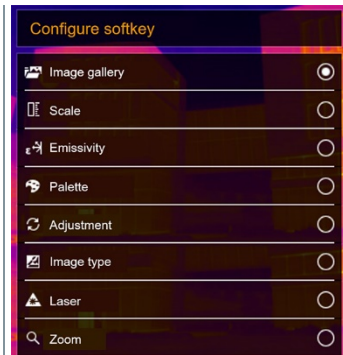 Configure softkey
Image gallery
Scale
ε Emissivity
Palette
Adjustment
Image type
Laser
Zoom